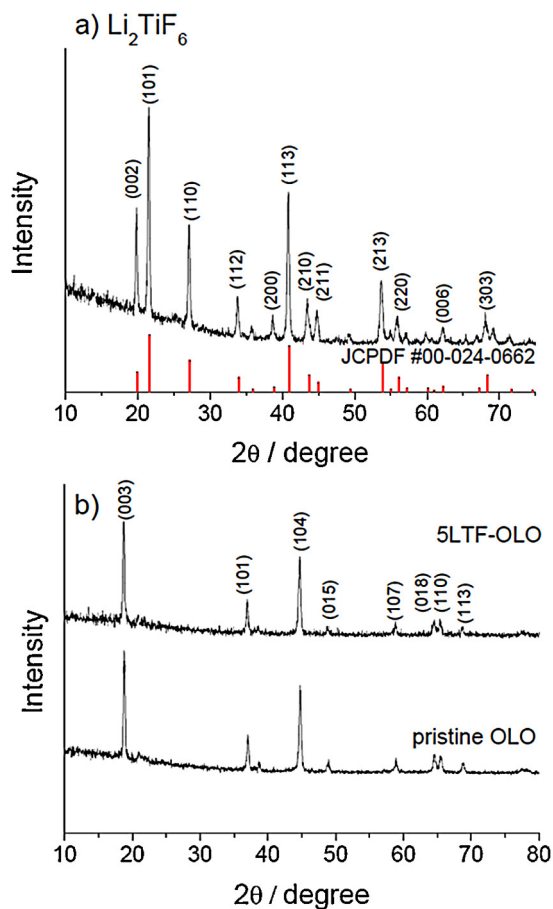 a) Li₂TiF₆
Intensity
(002)
(101)
(110)
(112)
(200)
(113)
(210)
(211)
(213)
(220)
(006)
(303)
JCPDF #00-024-0662
10 20 30 40 50 60 70
2θ / degree
b)
Intensity
5LTF-OLO
(003)
(101)
(104)
(015)
(107)
(018)
(110)
(113)
pristine OLO
10 20 30 40 50 60 70 80
2θ / degree